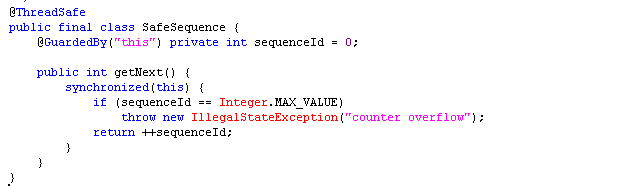 @ThreadSafe
public final class SafeSequence {
    @GuardedBy("this") private int sequenceId = 0;
    public int getNext() {
        synchronized(this) {
            if (sequenceId == Integer.MAX_VALUE)
                throw new IllegalStateException("counter overflow");
            return ++sequenceId;
        }
    }
}